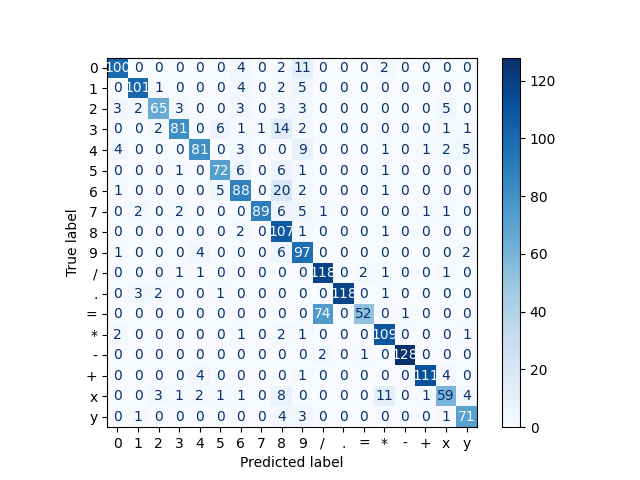 0 100 0 0 0 0 0 4 0 2 11 0 0 0 2 0 0 0 0
1 0 101 1 0 0 0 4 0 2 5 0 0 0 0 0 0 0 0
2 3 2 65 3 0 0 3 0 3 3 0 0 0 0 0 0 5 0
3 0 0 2 81 0 6 1 1 14 2 0 0 0 0 0 0 1 1
4 4 0 0 0 81 0 3 0 0 9 0 0 0 1 0 1 2 5
5 0 0 0 1 0 72 6 0 6 1 0 0 0 1 0 0 0 0
6 1 0 0 0 0 5 88 0 20 2 0 0 0 1 0 0 0 0
7 0 2 0 2 0 0 0 89 6 5 1 0 0 0 0 1 1 0
8 0 0 0 0 0 0 2 0 107 1 0 0 0 1 0 0 0 0
9 1 0 0 0 4 0 0 0 6 97 0 0 0 0 0 0 0 2
/ 0 0 0 1 1 0 0 0 0 0 118 0 2 1 0 0 1 0
. 0 3 2 0 0 1 0 0 0 0 0 118 0 1 0 0 0 0
= 0 0 0 0 0 0 0 0 0 0 74 0 52 0 1 0 0 0
* 2 0 0 0 0 0 1 0 2 1 0 0 0 109 0 0 0 1
- 0 0 0 0 0 0 0 0 0 0 2 0 1 0 128 0 0 0
+ 0 0 0 0 4 0 0 0 0 1 0 0 0 0 0 111 4 0
x 0 0 3 1 2 1 1 0 8 0 0 0 0 11 0 1 59 4
y 0 1 0 0 0 0 0 0 4 3 0 0 0 0 0 0 1 71
0 1 2 3 4 5 6 7 8 9 / . = * - + x y
Predicted label
True label
120
100
80
60
40
20
0